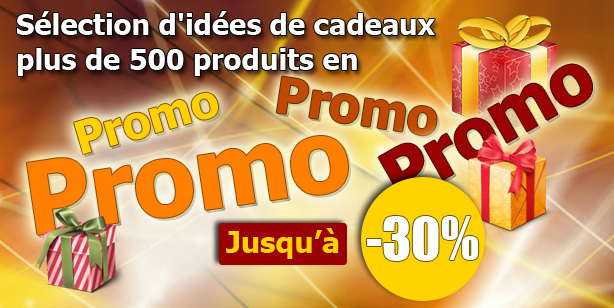 Sélection d'idées de cadeaux
plus de 500 produits en
Promo
Promo
Promo
Promo
Jusqu'à
-30%